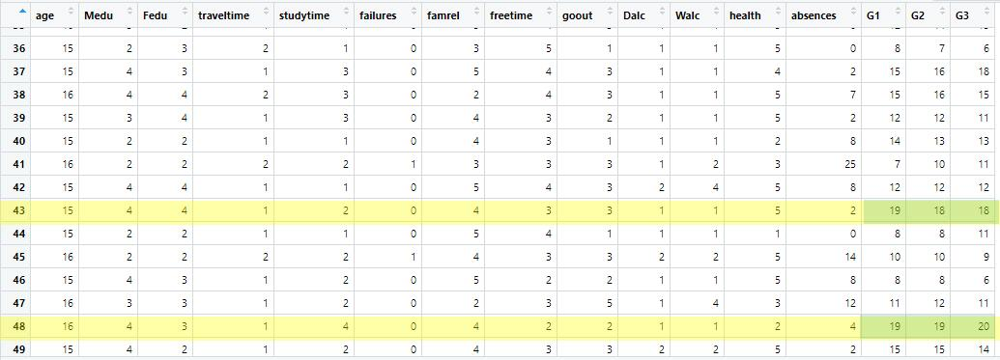 age Medu Fedu traveltime studytime failures famrel freetime goout Dalc Walc health absences G1 G2 G3
36 15 2 3 2 1 0 3 5 1 1 1 5 0 8 7 6
37 15 4 3 1 3 0 5 4 3 1 1 4 2 15 16 18
38 16 4 4 2 3 0 2 4 3 1 1 5 7 15 16 15
39 15 3 4 1 3 0 4 3 2 1 1 5 2 12 12 11
40 15 2 2 1 1 0 4 3 1 1 1 2 8 14 13 13
41 16 2 2 2 2 1 3 3 3 1 2 3 25 7 10 11
42 15 4 4 1 1 0 5 4 3 2 4 5 8 12 12 12
43 15 4 4 1 2 0 4 3 3 1 1 5 2 19 18 18
44 15 2 2 1 1 0 5 4 1 1 1 1 0 8 8 11
45 16 2 2 2 2 1 4 3 3 2 2 5 14 10 10 9
46 15 4 3 1 2 0 5 2 2 1 1 5 8 8 8 6
47 16 3 3 1 2 0 2 3 5 1 4 3 12 11 12 11
48 16 4 3 1 4 0 4 2 2 1 1 2 4 19 19 20
49 15 4 2 1 2 0 4 3 3 2 2 5 2 15 15 14